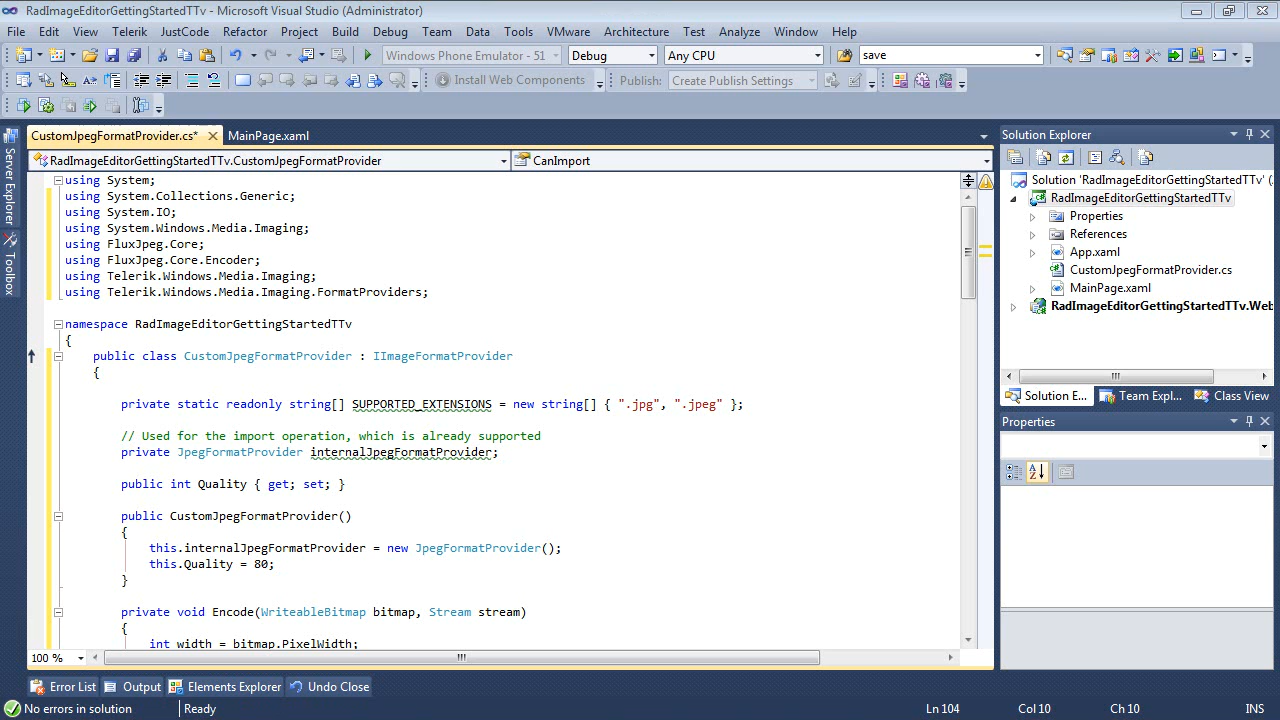 RadImageEditorGettingStartedTTv - Microsoft Visual Studio (Administrator)
File Edit View Telerik JustCode Refactor Project Build Debug Team Data Tools VMware Architecture Test Analyze Window Help
Windows Phone Emulator - 51 Debug Any CPU save
Install Web Components Publish: Create Publish Settings
CustomJpegFormatProvider.cs* MainPage.xaml
RadImageEditorGettingStartedTTv.CustomJpegFormatProvider CanImport
Server Explorer
Toolbox
using System;
using System.Collections.Generic;
using System.IO;
using System.Windows.Media.Imaging;
using FluxJpeg.Core;
using FluxJpeg.Core.Encoder;
using Telerik.Windows.Media.Imaging;
using Telerik.Windows.Media.Imaging.FormatProviders;
namespace RadImageEditorGettingStartedTTv
{
public class CustomJpegFormatProvider : IImageFormatProvider
{
private static readonly string[] SUPPORTED_EXTENSIONS = new string[] { ".jpg", ".jpeg" };
// Used for the import operation, which is already supported
private JpegFormatProvider internalJpegFormatProvider;
public int Quality { get; set; }
public CustomJpegFormatProvider()
{
this.internalJpegFormatProvider = new JpegFormatProvider();
this.Quality = 80;
}
private void Encode(WriteableBitmap bitmap, Stream stream)
{
int width = bitmap.PixelWidth;
100 %
Solution Explorer
Solution 'RadImageEditorGettingStartedTTv' (
RadImageEditorGettingStartedTTv
Properties
References
App.xaml
CustomJpegFormatProvider.cs
MainPage.xaml
RadImageEditorGettingStartedTTv.Web
Solution E... Team Expl... Class View
Properties
Error List Output Elements Explorer Undo Close
No errors in solution Ready Ln 104 Col 10 Ch 10 INS